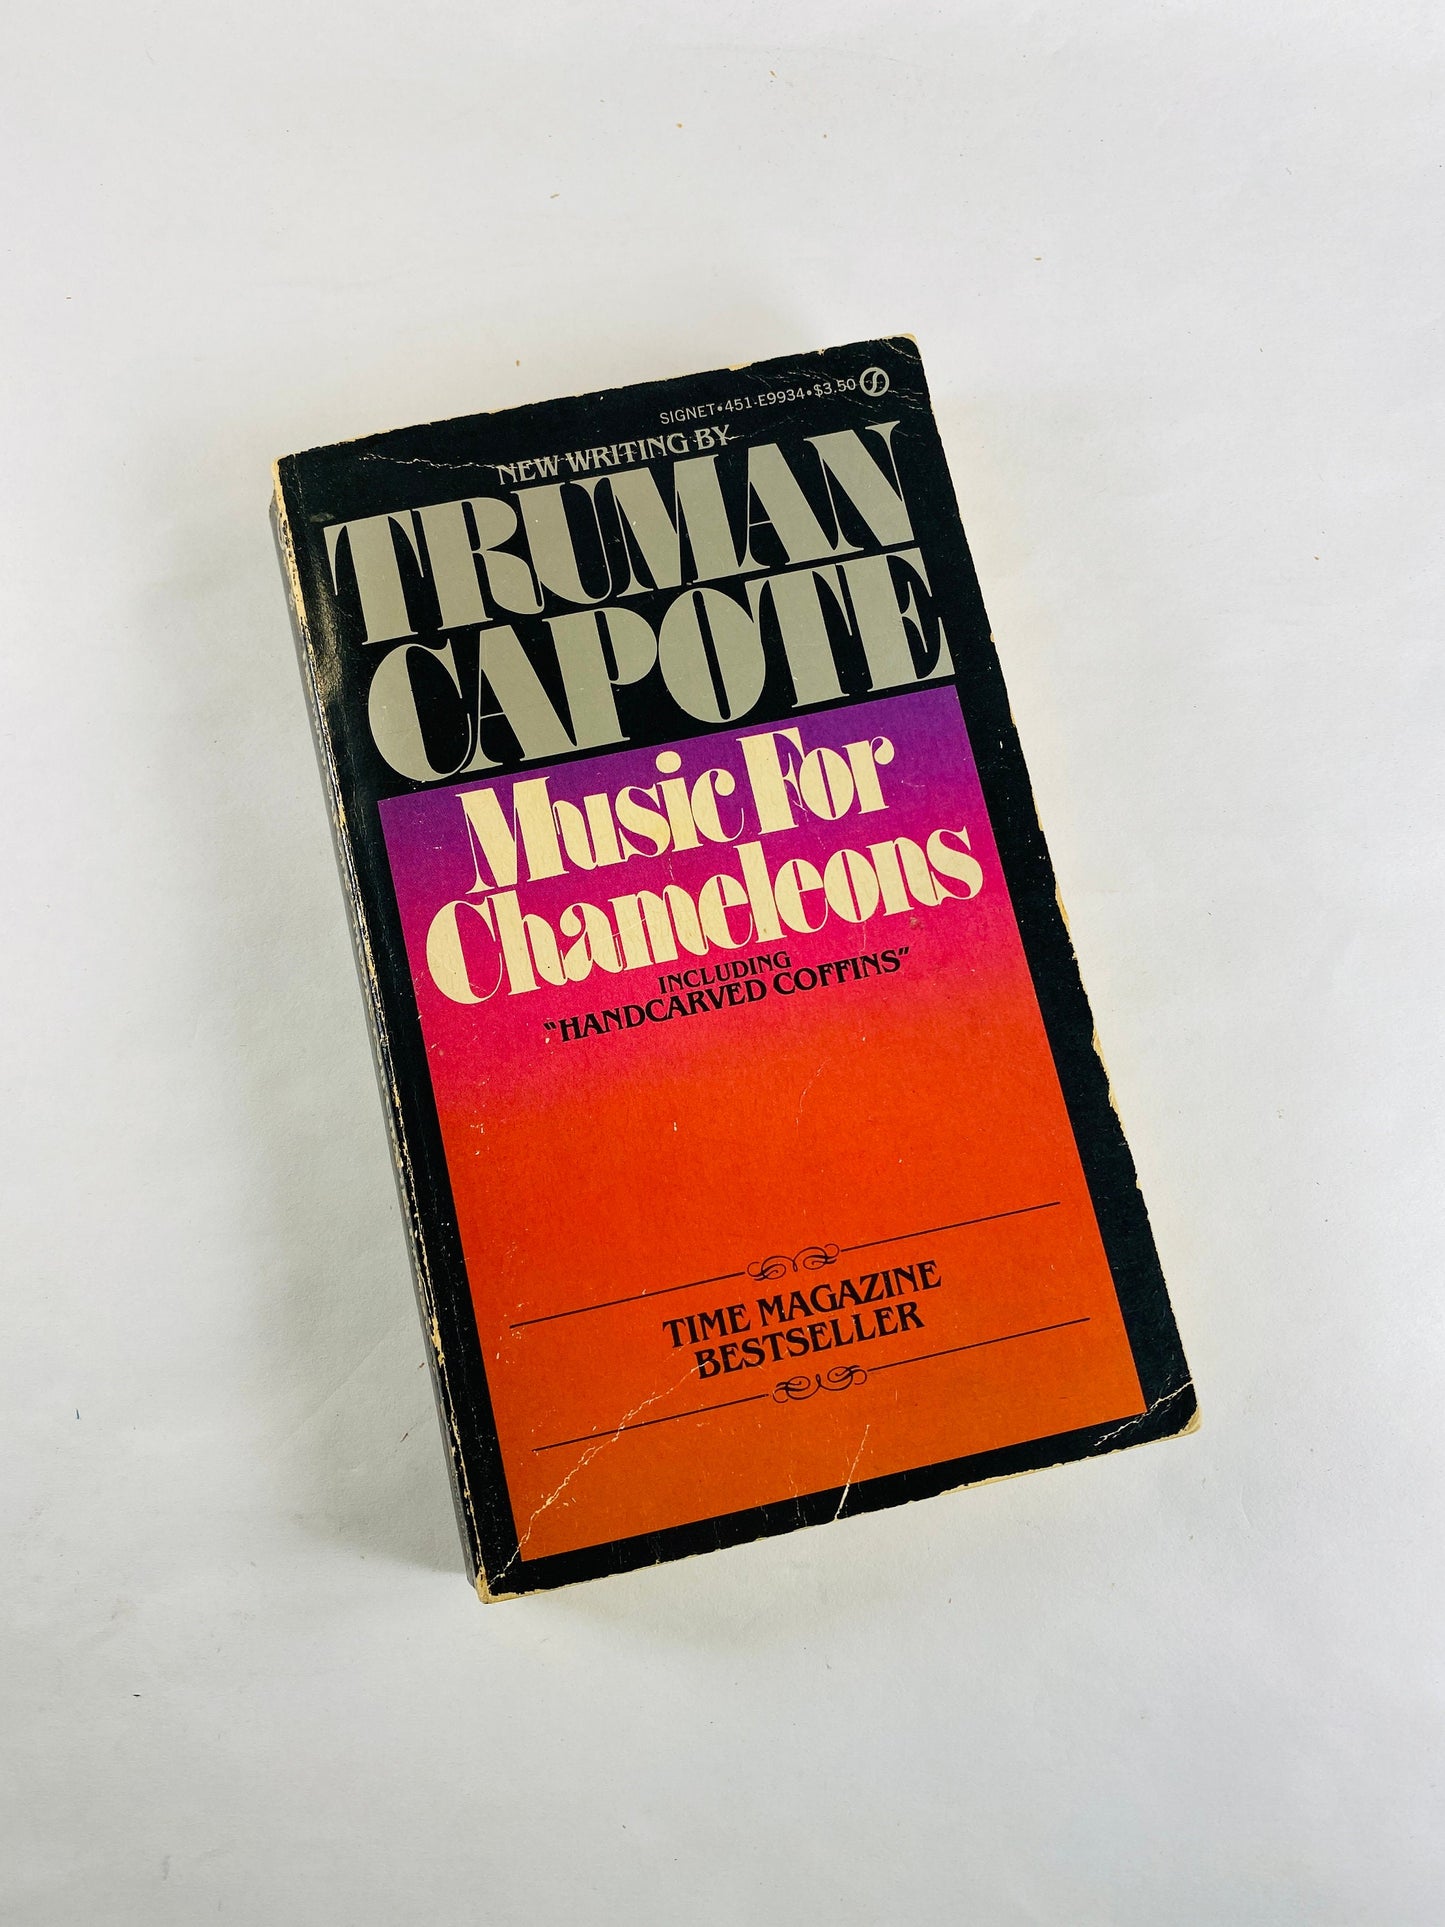 SIGNET•451-E9934•$3.50
NEW WRITING BY
TRUMAN
CAPOTE
Music For
Chameleons
INCLUDING
"HANDCARVED COFFINS"
TIME MAGAZINE
BESTSELLER